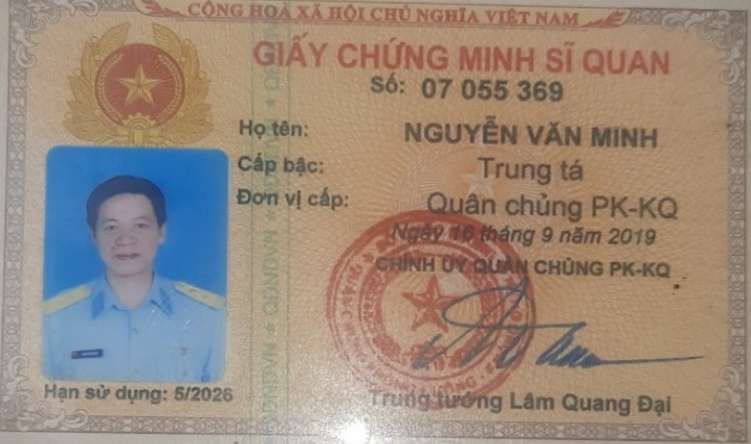 CỘNG HOÀ XÃ HỘI CHỦ NGHĨA VIỆT NAM
GIẤY CHỨNG MINH SĨ QUAN
Số: 07 055 369
Họ tên: NGUYỄN VĂN MINH
Cấp bậc: Trung tá
Đơn vị cấp: Quân chủng PK-KQ
Ngày 16 tháng 9 năm 2019
CHÍNH ỦY QUÂN CHỦNG PK-KQ
Hạn sử dụng: 5/2026
Trung tướng Lâm Quang Đại
QĐNDVN